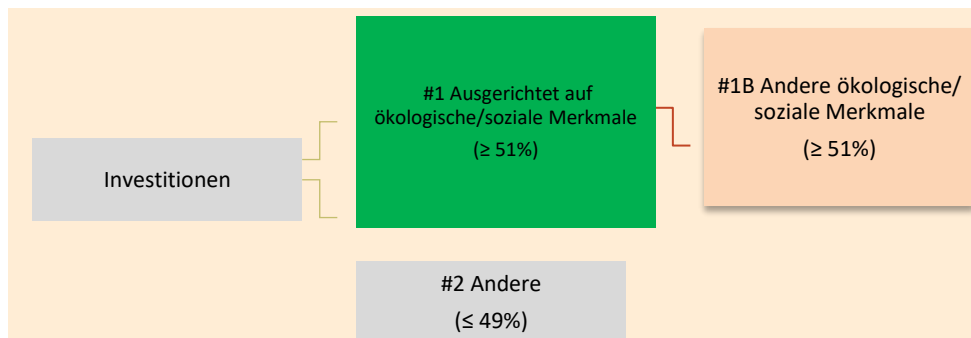 Investitionen
#1 Ausgerichtet auf
ökologische/soziale Merkmale
(≥ 51%)
#1B Andere ökologische/
soziale Merkmale
(≥ 51%)
#2 Andere
(≤ 49%)